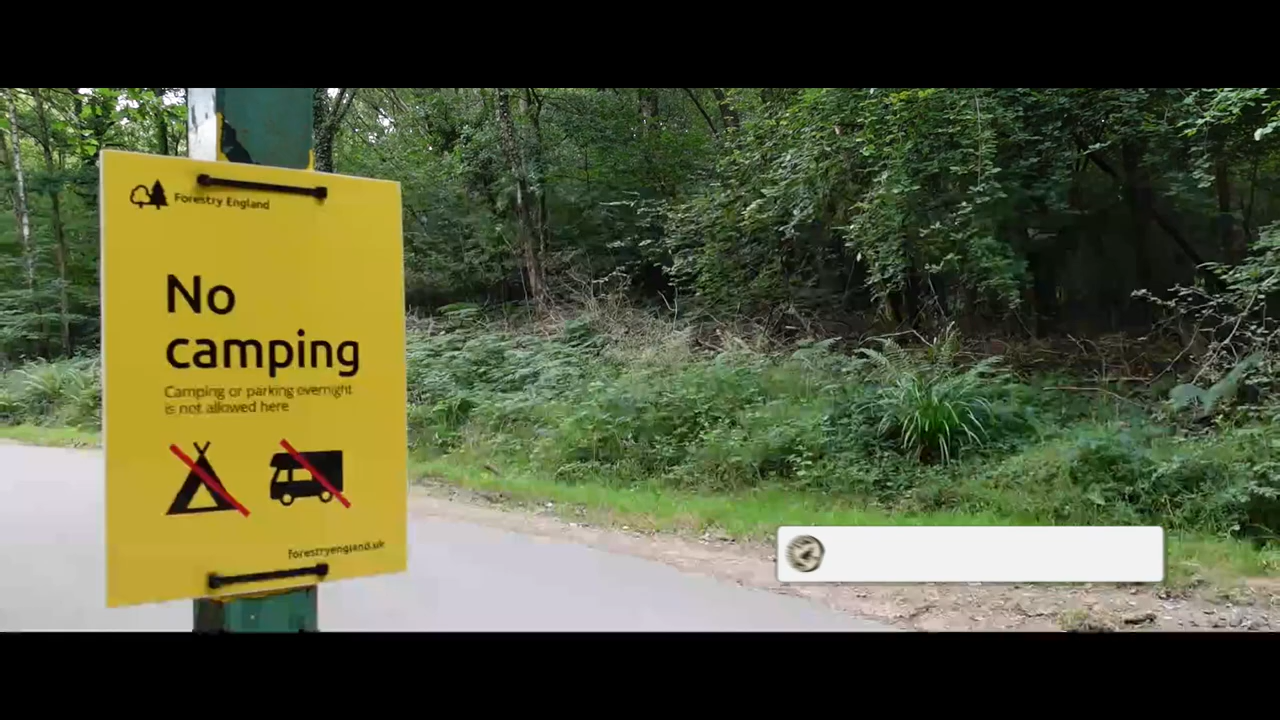 Forestry England
No
camping
Camping or parking overnight
is not allowed here
forestryengland.uk